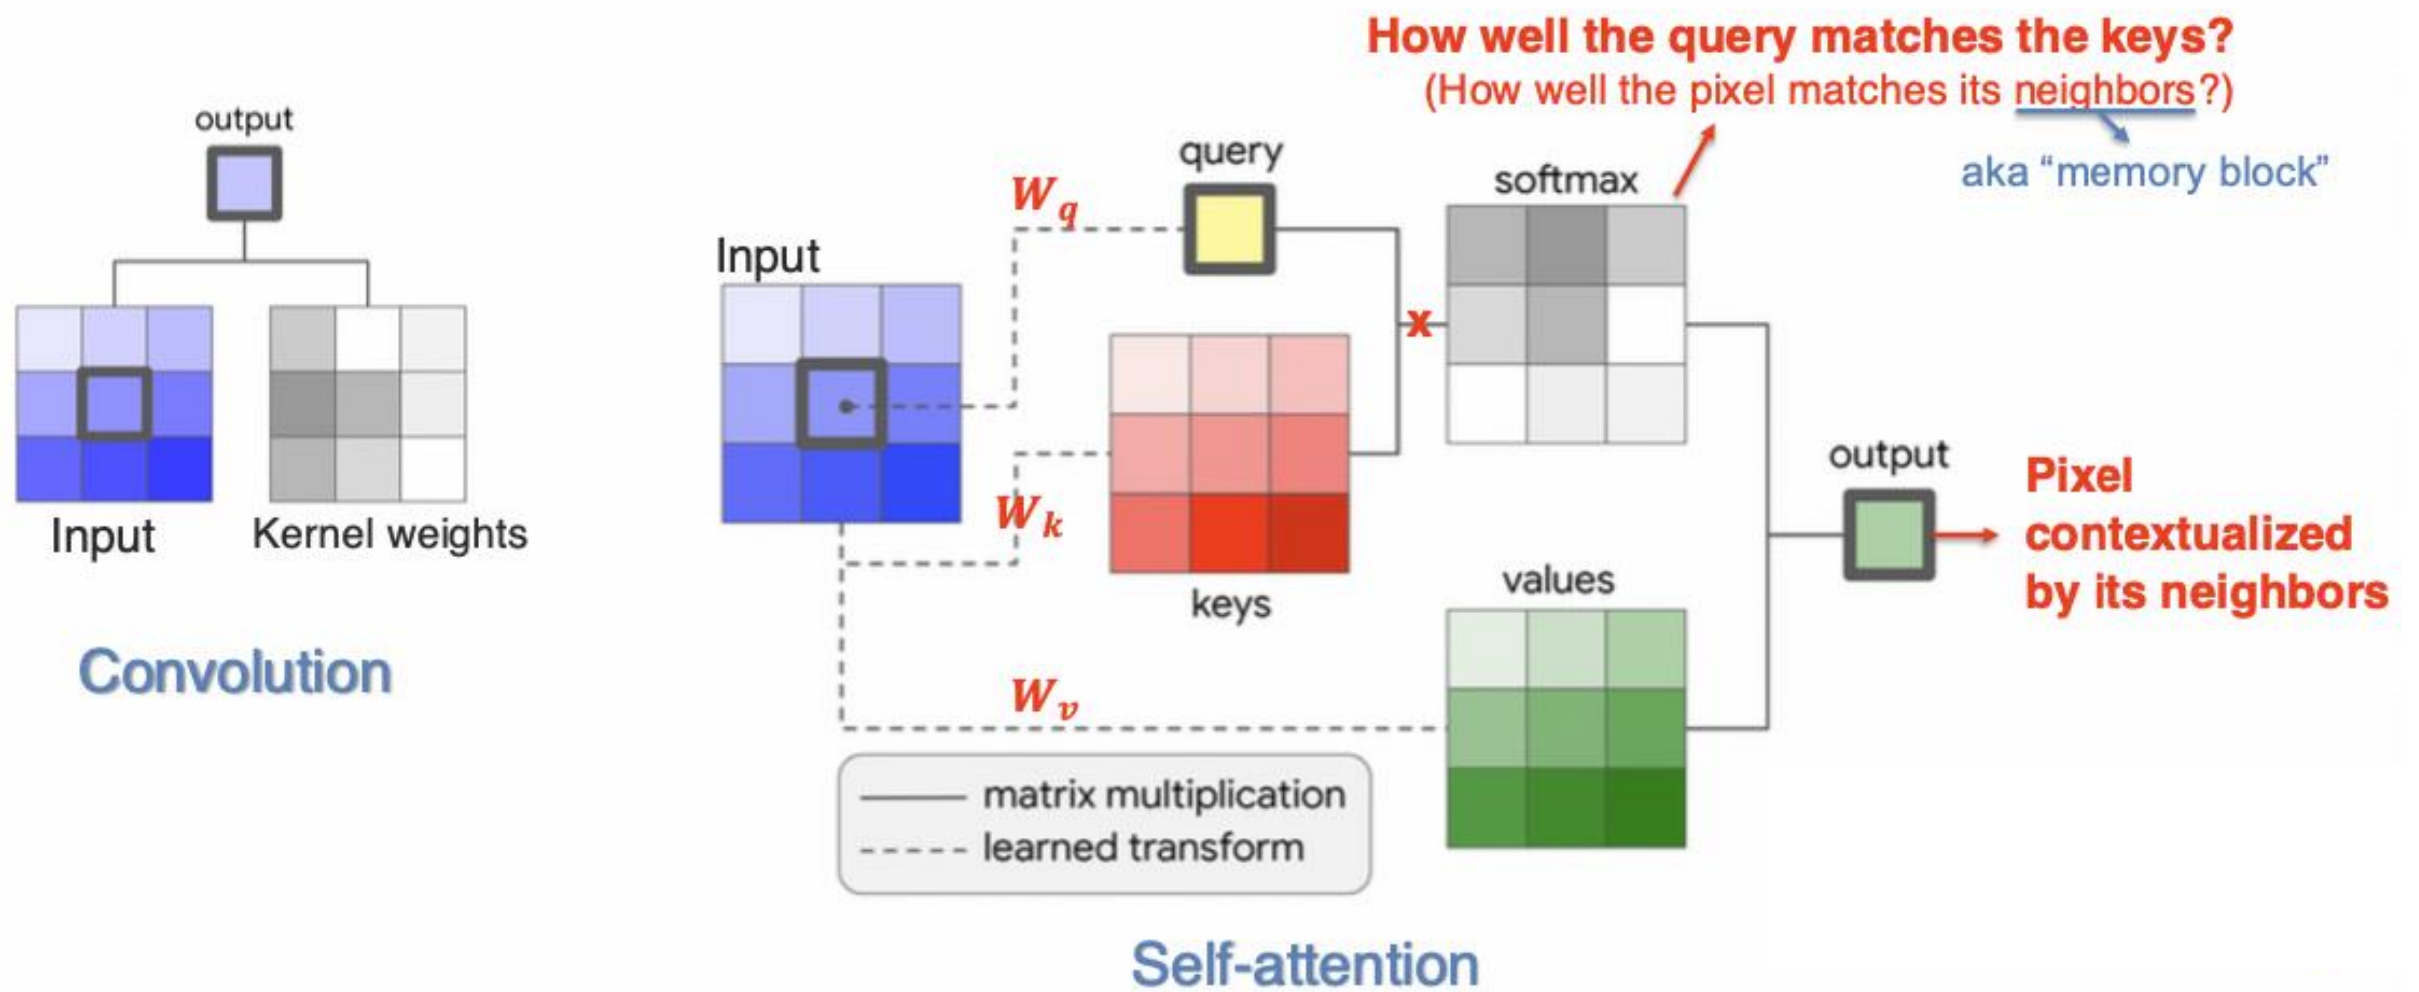 How well the query matches the keys?
(How well the pixel matches its neighbors?)
aka “memory block”
output
Input
Kernel weights
Convolution
Input
W_q
query
W_k
keys
W_v
x
softmax
values
output
Pixel
contextualized
by its neighbors
matrix multiplication
learned transform
Self-attention